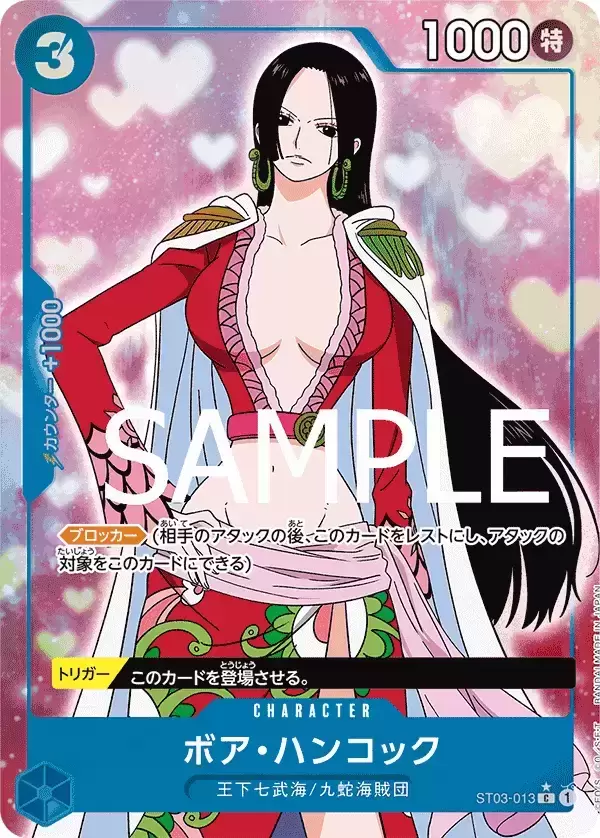 3
1000 特
カウンター+1000
SAMPLE
ブロッカー (相手のアタックの後、このカードをレストにし、アタックの
対象をこのカードにできる)
トリガー このカードを登場させる。
CHARACTER
ボア・ハンコック
王下七武海/九蛇海賊団
ST03-013 C 1
BANDAI MADE IN JAPAN